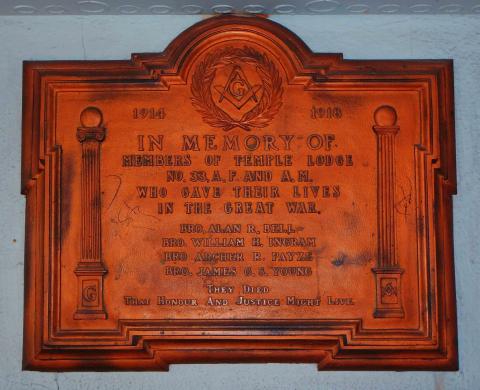 G
1914 1918
IN MEMORY OF
MEMBERS OF TEMPLE LODGE
NO. 33, A, F. AND A. M.
WHO GAVE THEIR LIVES
IN THE GREAT WAR.
BRO. ALAN R. BELL
BRO. WILLIAM H. INGRAM
BRO ARCHER R. PAYZE
BRO. JAMES G. S. YOUNG
THEY DIED
THAT HONOUR AND JUSTICE MIGHT LIVE
G